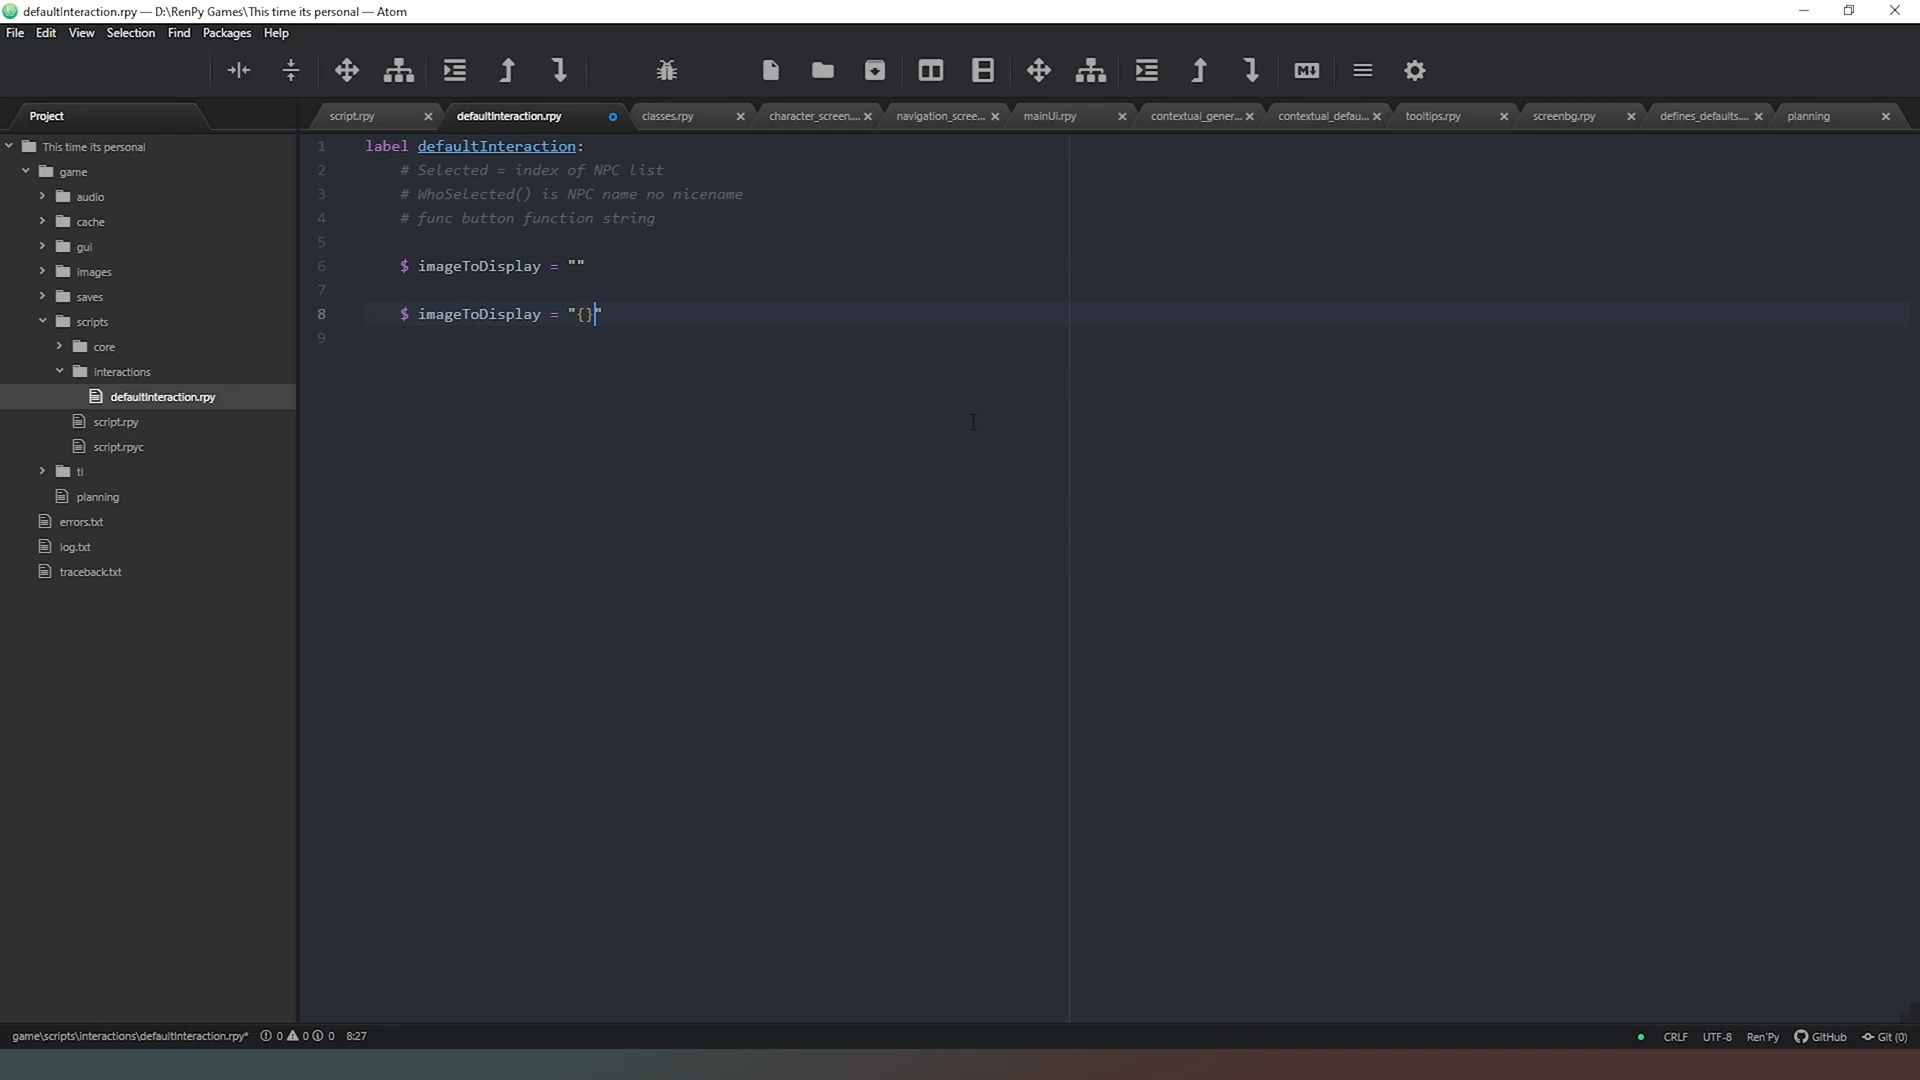 defaultInteraction.rpy — D:\RenPy Games\This time its personal — Atom
File Edit View Selection Find Packages Help
Project
script.rpy
defaultInteraction.rpy
classes.rpy
character_screen....
navigation_scree...
mainUi.rpy
contextual_gener...
contextual_defau...
tooltips.rpy
screenbg.rpy
defines_defaults....
planning
This time its personal
game
audio
cache
gui
images
saves
scripts
core
interactions
defaultInteraction.rpy
script.rpy
script.rpyc
tl
planning
errors.txt
log.txt
traceback.txt
1 label defaultInteraction:
2 # Selected = index of NPC list
3 # WhoSelected() is NPC name no nicename
4 # func button function string
5
6 $ imageToDisplay = ""
7
8 $ imageToDisplay = "{}"
9
game\scripts\interactions\defaultInteraction.rpy* 0 0 0 8:27
CRLF UTF-8 Ren'Py GitHub Git (0)